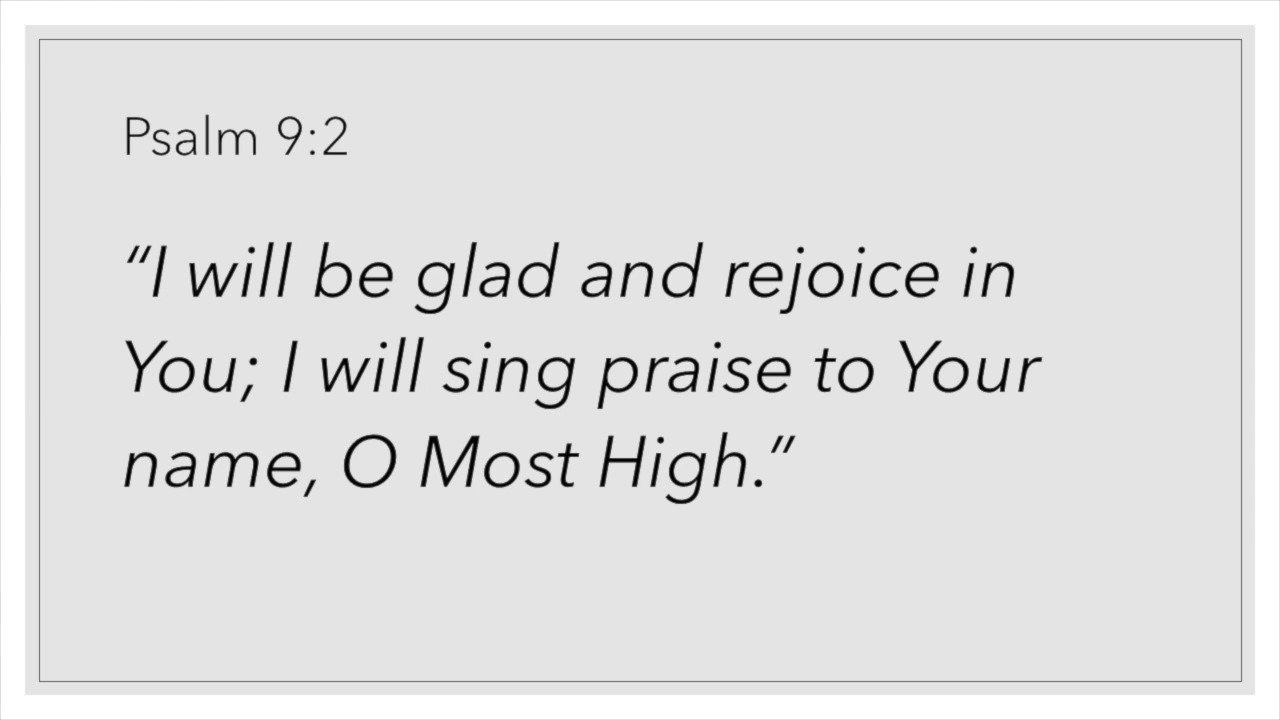 Psalm 9:2
“I will be glad and rejoice in
You; I will sing praise to Your
name, O Most High.”